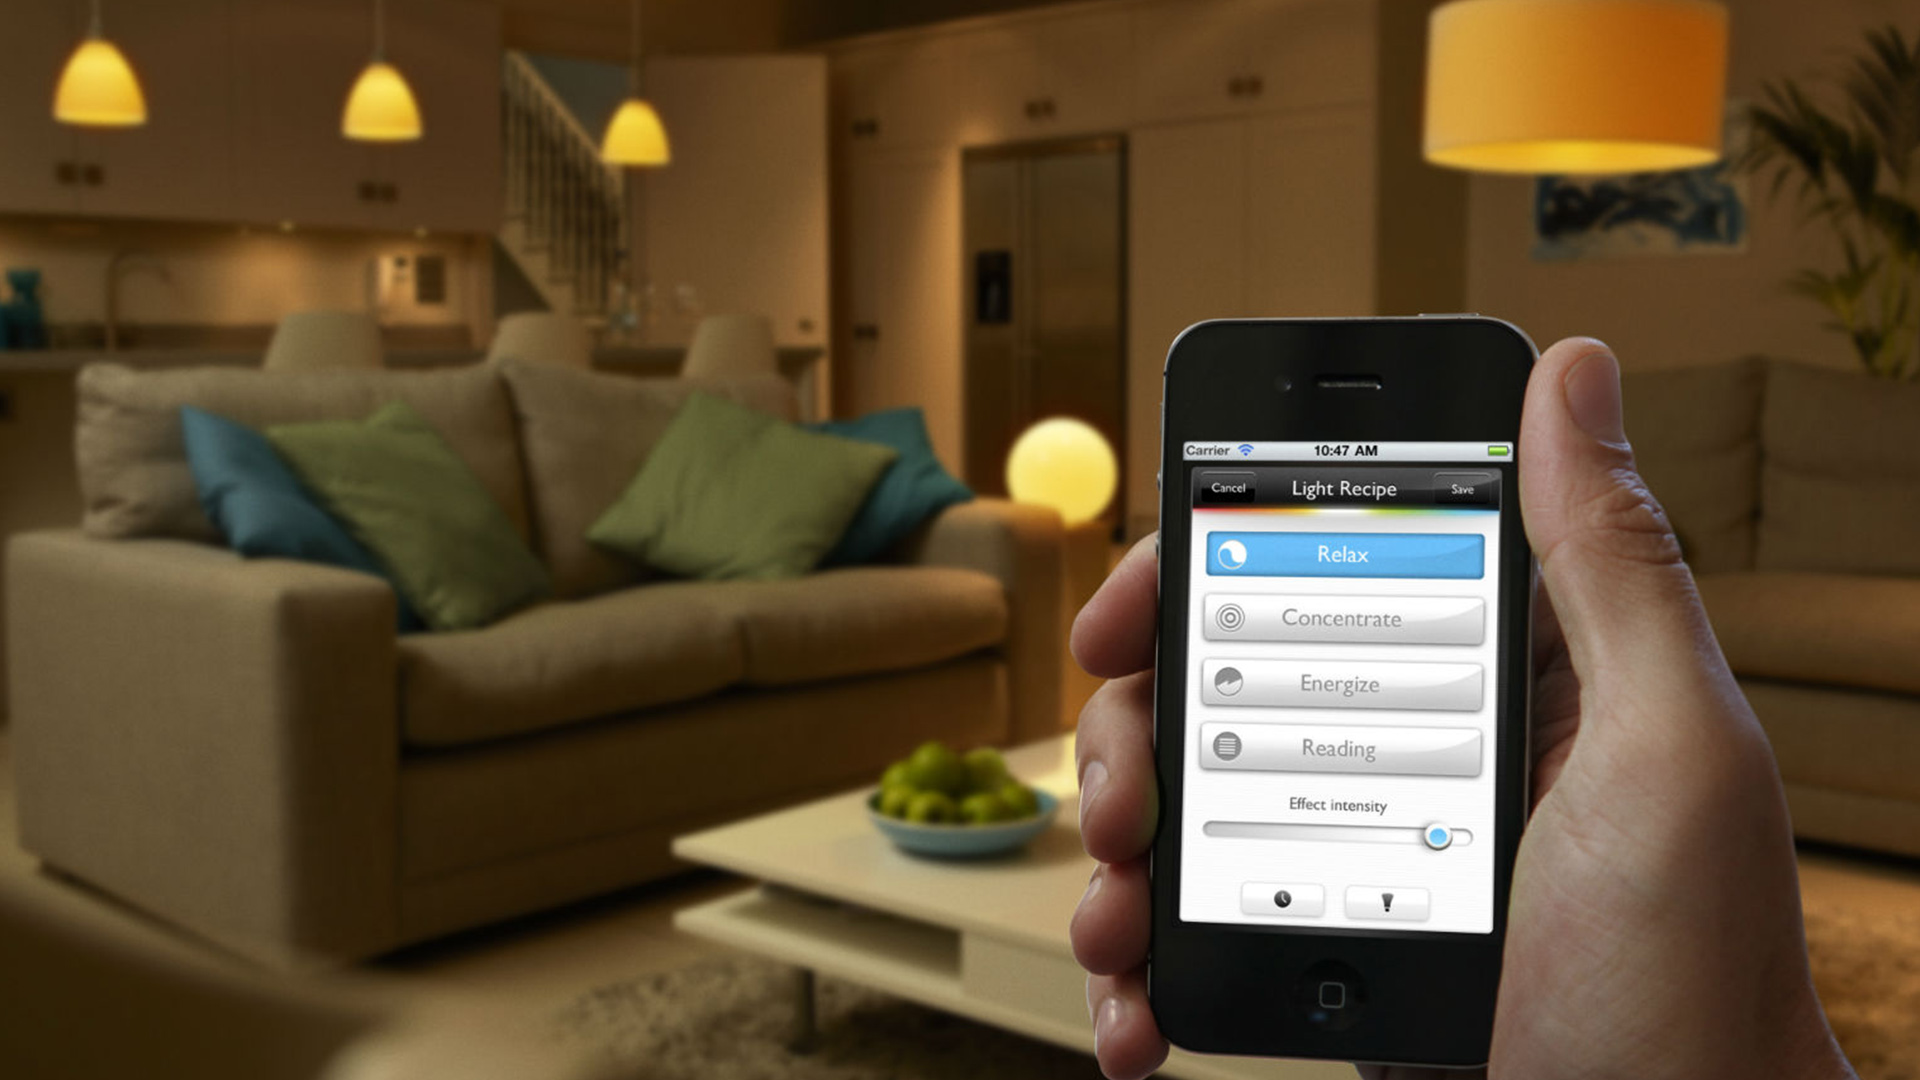 Carrier 10:47 AM
Cancel Light Recipe Save
Relax
Concentrate
Energize
Reading
Effect intensity